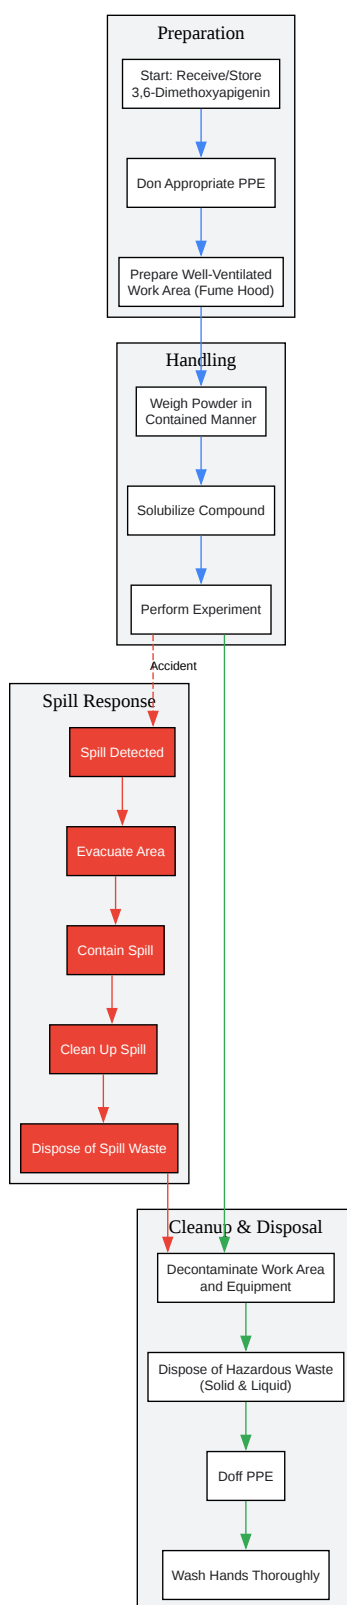 Preparation
Start: Receive/Store
3,6-Dimethoxyapigenin
Don Appropriate PPE
Prepare Well-Ventilated
Work Area (Fume Hood)
Handling
Weigh Powder in
Contained Manner
Solubilize Compound
Perform Experiment
Accident
Spill Response
Spill Detected
Evacuate Area
Contain Spill
Clean Up Spill
Dispose of Spill Waste
Cleanup & Disposal
Decontaminate Work Area
and Equipment
Dispose of Hazardous Waste
(Solid & Liquid)
Doff PPE
Wash Hands Thoroughly